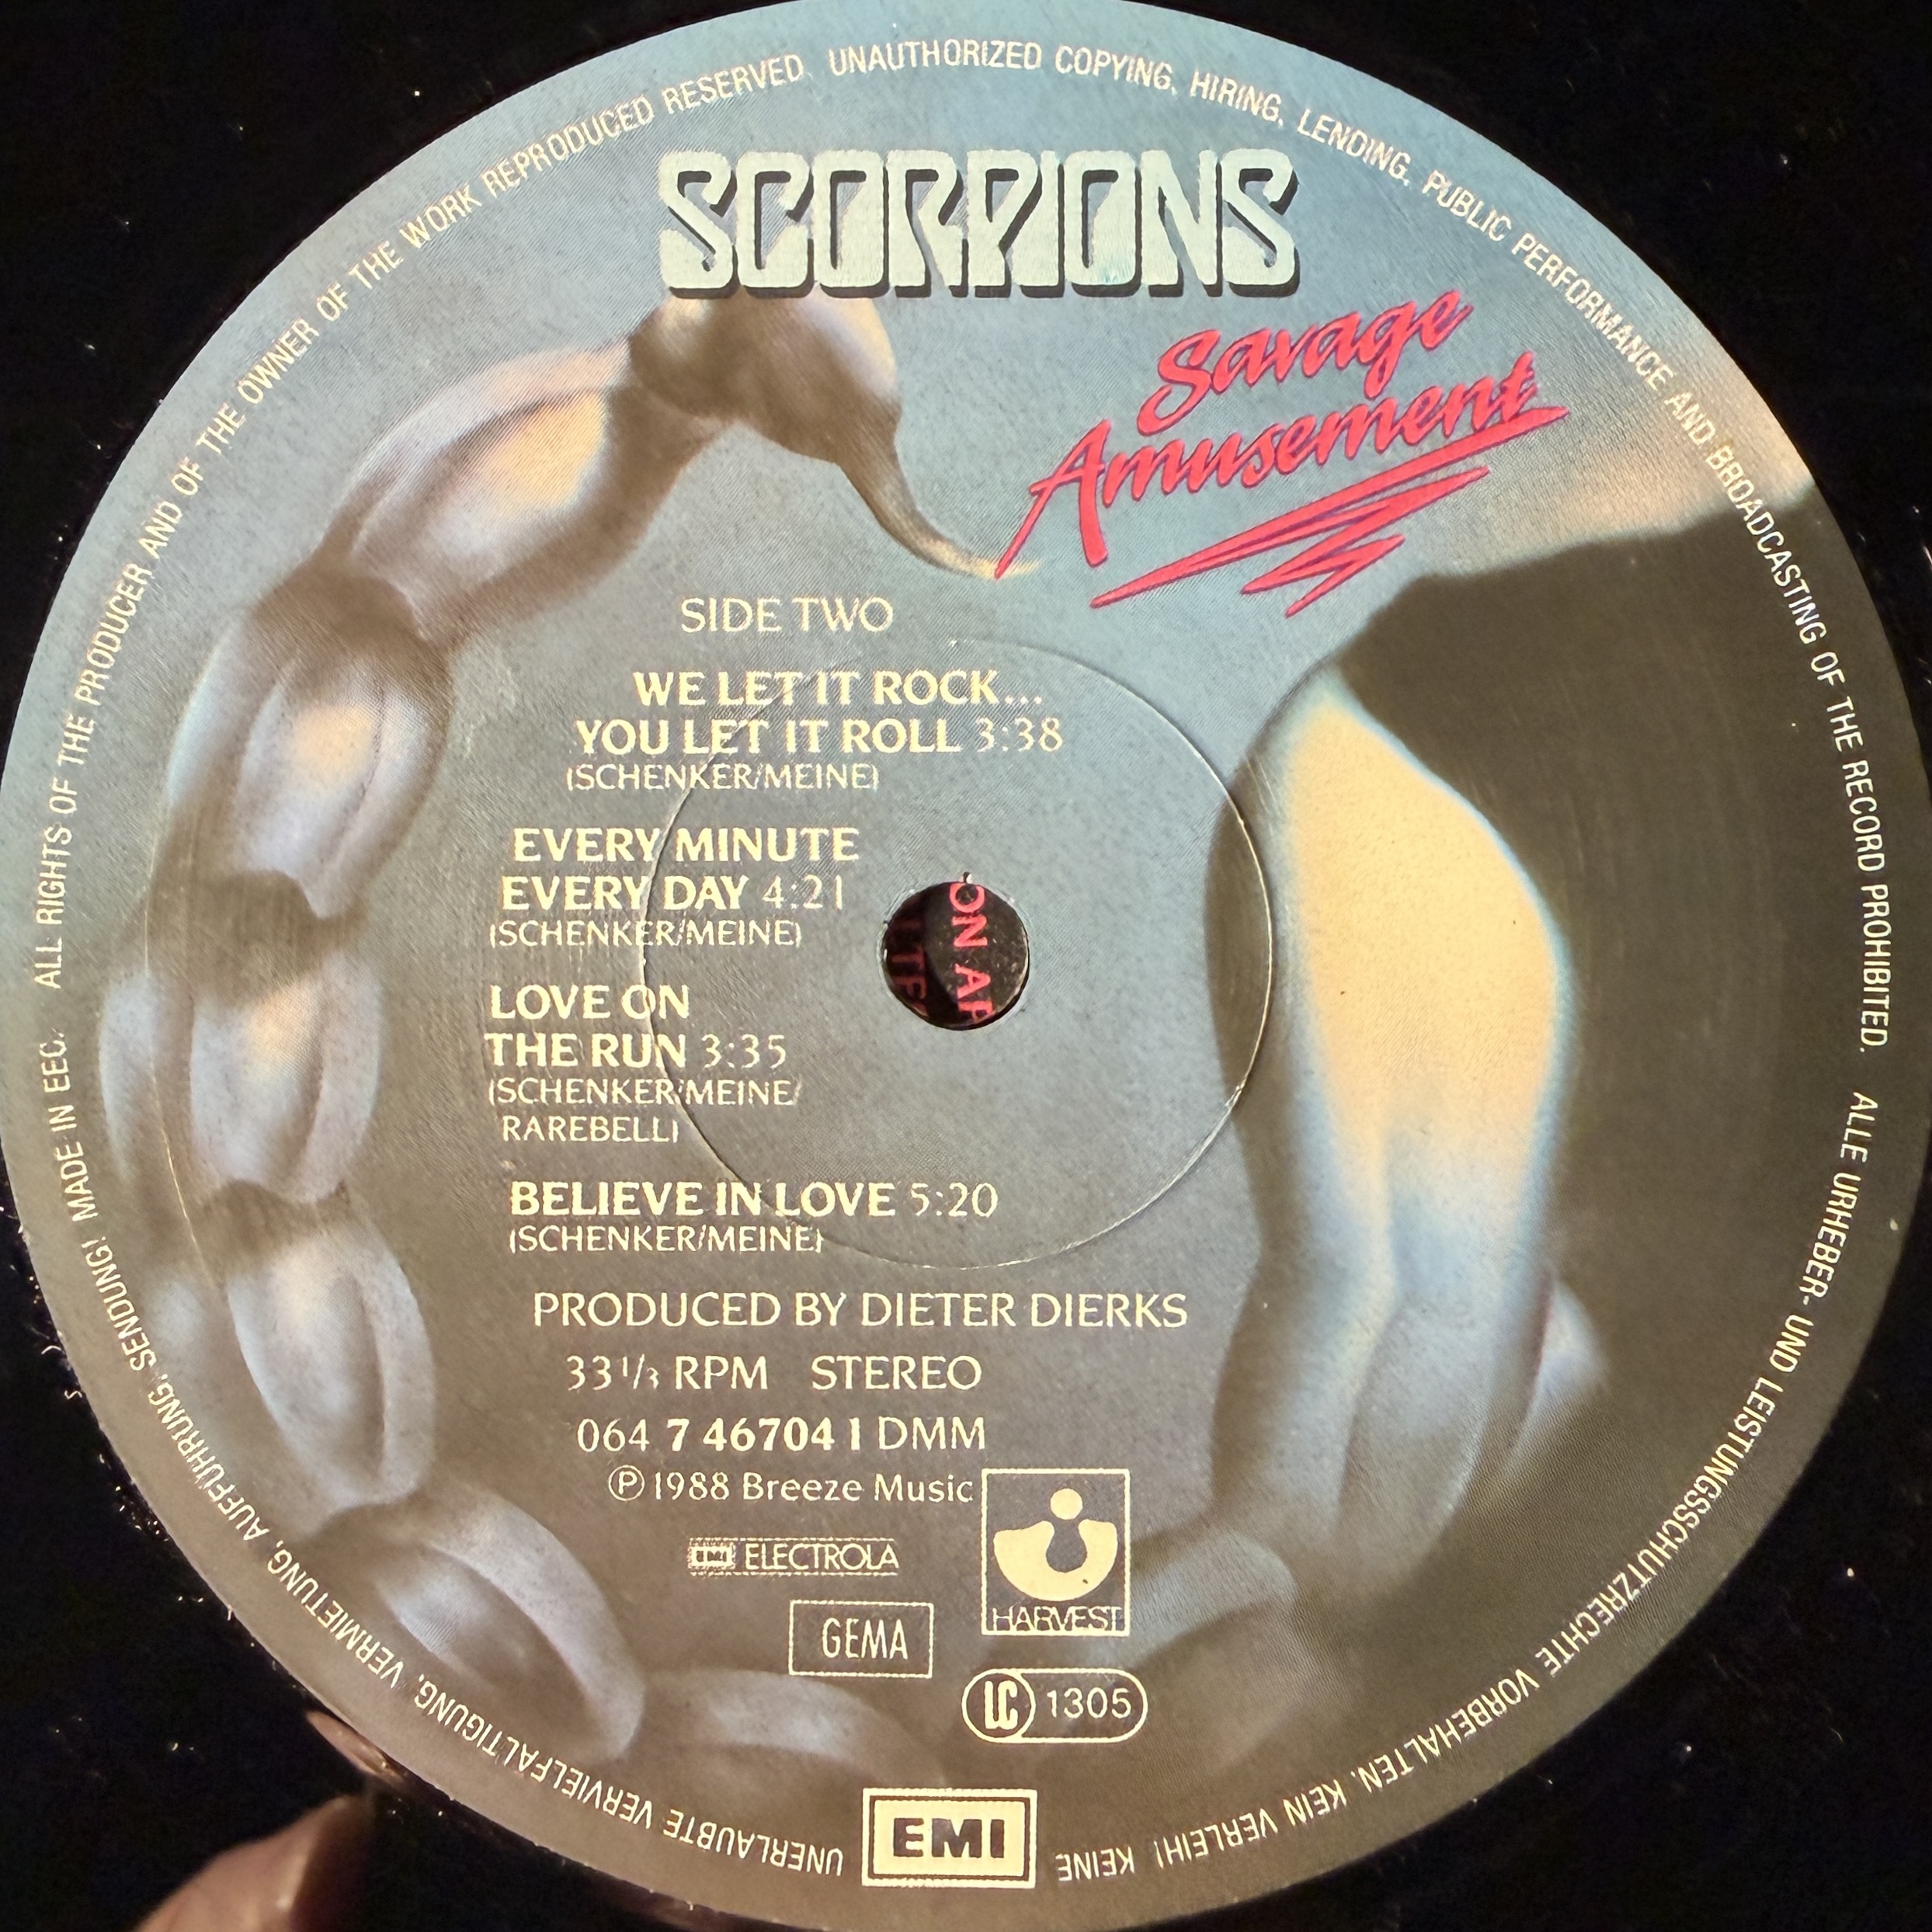 ALL RIGHTS OF THE PRODUCER AND OF THE OWNER OF THE WORK REPRODUCED RESERVED UNAUTHORIZED COPYING, HIRING, LENDING, PUBLIC PERFORMANCE AND BROADCASTING OF THE RECORD PROHIBITED.
ALLE URHEBER- UND LEISTUNGSSCHUTZRECHTE VORBEHALTEN. KEIN VERLEIH! KEINE
UNERLAUBTE VERVIELFÄLTIGUNG, VERMIETUNG, AUFFÜHRUNG, SENDUNG! MADE IN EEC.
SCORPIONS
Savage
Amusement
SIDE TWO
WE LET IT ROCK...
YOU LET IT ROLL 3:38
(SCHENKER/MEINE)
EVERY MINUTE
EVERY DAY 4:21
(SCHENKER/MEINE)
LOVE ON
THE RUN 3:35
(SCHENKER/MEINE/
RAREBELL)
BELIEVE IN LOVE 5:20
(SCHENKER/MEINE)
PRODUCED BY DIETER DIERKS
33 1/3 RPM STEREO
064 7 46704 1 DMM
℗ 1988 Breeze Music
EMI ELECTROLA
HARVEST
GEMA
LC 1305
EMI
ON